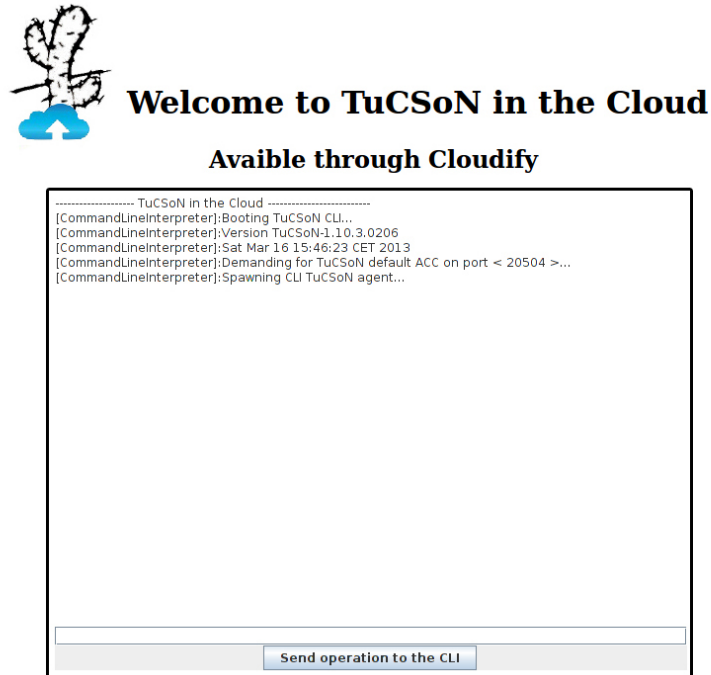 Welcome to TuCSoN in the Cloud
Avaible through Cloudify
-------------------- TuCSoN in the Cloud --------------------------
[CommandLineInterpreter]:Booting TuCSoN CLI...
[CommandLineInterpreter]:Version TuCSoN-1.10.3.0206
[CommandLineInterpreter]:Sat Mar 16 15:46:23 CET 2013
[CommandLineInterpreter]:Demanding for TuCSoN default ACC on port < 20504 >...
[CommandLineInterpreter]:Spawning CLI TuCSoN agent...
Send operation to the CLI